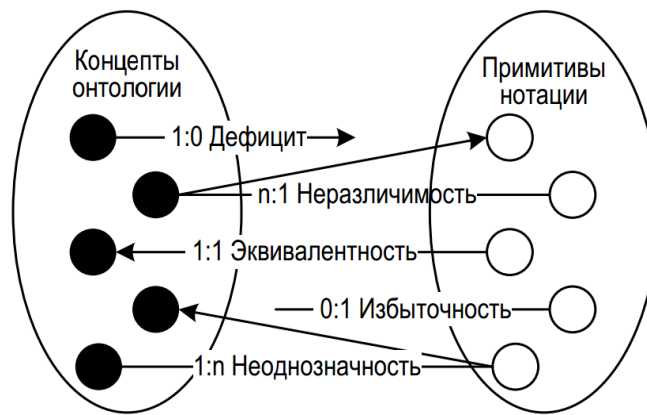 Концепты
онтологии
Примитивы
нотации
1:0 Дефицит
n:1 Неразличимость
1:1 Эквивалентность
0:1 Избыточность
1:n Неоднозначность